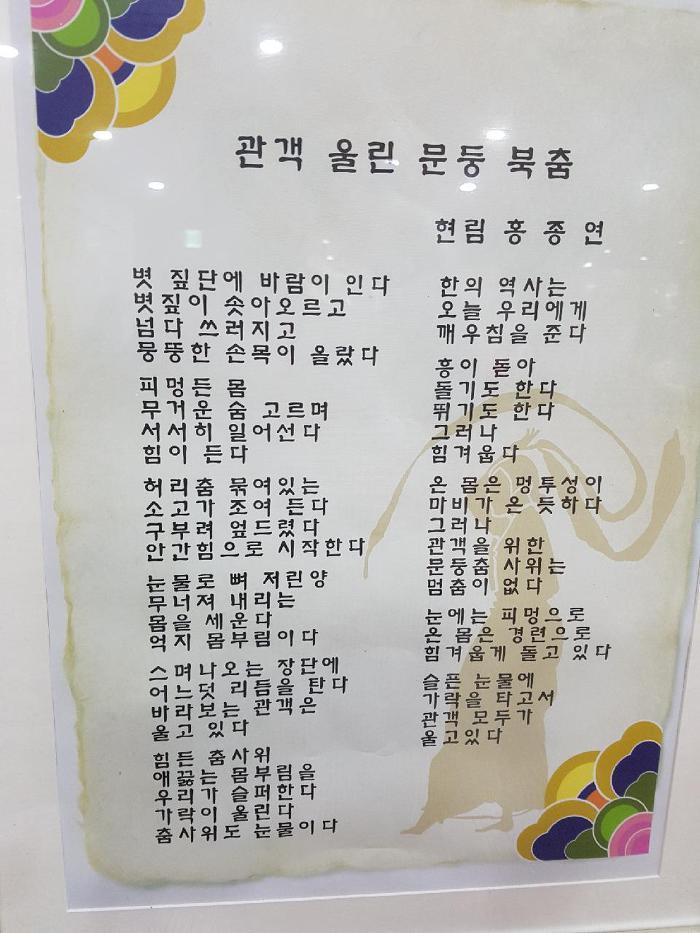 관객 울린 문둥 북춤
현림 홍 종 연
볏 짚단에 바람이 인다
볏짚이 솟아오르고
넘다 쓰러지고
뭉뚱한 손목이 올랐다
피멍든 몸
무거운 숨 고르며
서서히 일어선다
힘이 든다
허리춤 묶여있는
소고가 조여 든다
구부려 엎드렸다
안간힘으로 시작한다
눈물로 뼈 저린양
무너져 내리는
몸을 세운다
억지 몸부림이다
스며나오는 장단에
어느덧 리듬을 탄다
바라보는 관객은
울고 있다
힘든 춤사위
애끓는 몸부림을
우리가 슬퍼한다
가락이 울린다
춤사위도 눈물이다
한의 역사는
오늘 우리에게
깨우침을 준다
흥이 돋아
돌기도 한다
뛰기도 한다
그러나
힘겨웁다
온 몸은 멍투성이
마비가 온 듯하다
그러나
관객을 위한
문둥춤 사위는
멈춤이 없다
눈에는 피멍으로
온 몸은 경련으로
힘겨웁게 돌고 있다
슬픈 눈물에
가락을 타고서
관객 모두가
울고있다